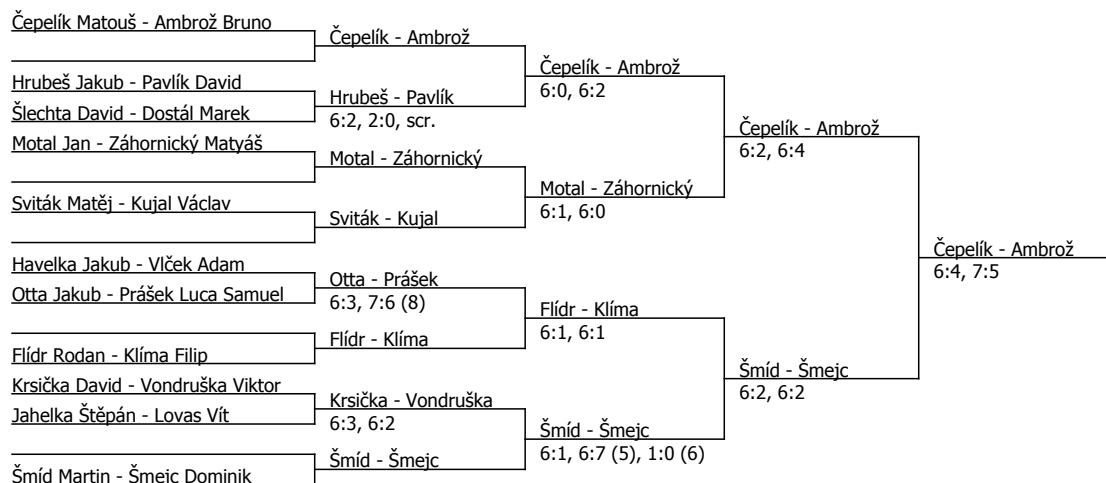 Čepelík Matouš - Ambrož Bruno
Hrubeš Jakub - Pavlík David
Šlechta David - Dostál Marek
Motal Jan - Záhornický Matyáš
Sviták Matěj - Kujal Václav
Havelka Jakub - Vlček Adam
Otta Jakub - Prášek Luca Samuel
Flídr Rodan - Klíma Filip
Krsička David - Vondruška Viktor
Jahelka Štěpán - Lovas Vít
Šmíd Martin - Šmejc Dominik
Čepelík - Ambrož
Hrubeš - Pavlík
6:2, 2:0, scr.
Motal - Záhornický
Sviták - Kujal
Otta - Prášek
6:3, 7:6 (8)
Flídr - Klíma
Krsička - Vondruška
6:3, 6:2
Šmíd - Šmejc
Čepelík - Ambrož
6:0, 6:2
Motal - Záhornický
6:1, 6:0
Flídr - Klíma
6:1, 6:1
Šmíd - Šmejc
6:1, 6:7 (5), 1:0 (6)
Čepelík - Ambrož
6:2, 6:4
Šmíd - Šmejc
6:2, 6:2
Čepelík - Ambrož
6:4, 7:5